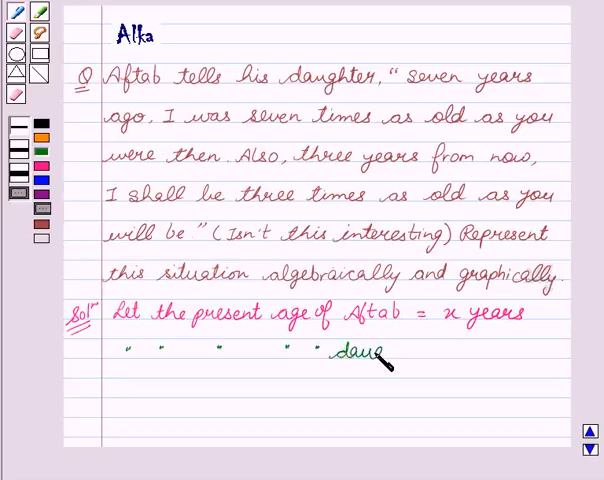 Alka
Q Aftab tells his daughter, "seven years
ago, I was seven times as old as you
were then. Also, three years from now,
I shall be three times as old as you
will be." (Isn't this interesting) Represent
this situation algebraically and graphically.
Solⁿ Let the present age of Aftab = x years
" " " " " daug